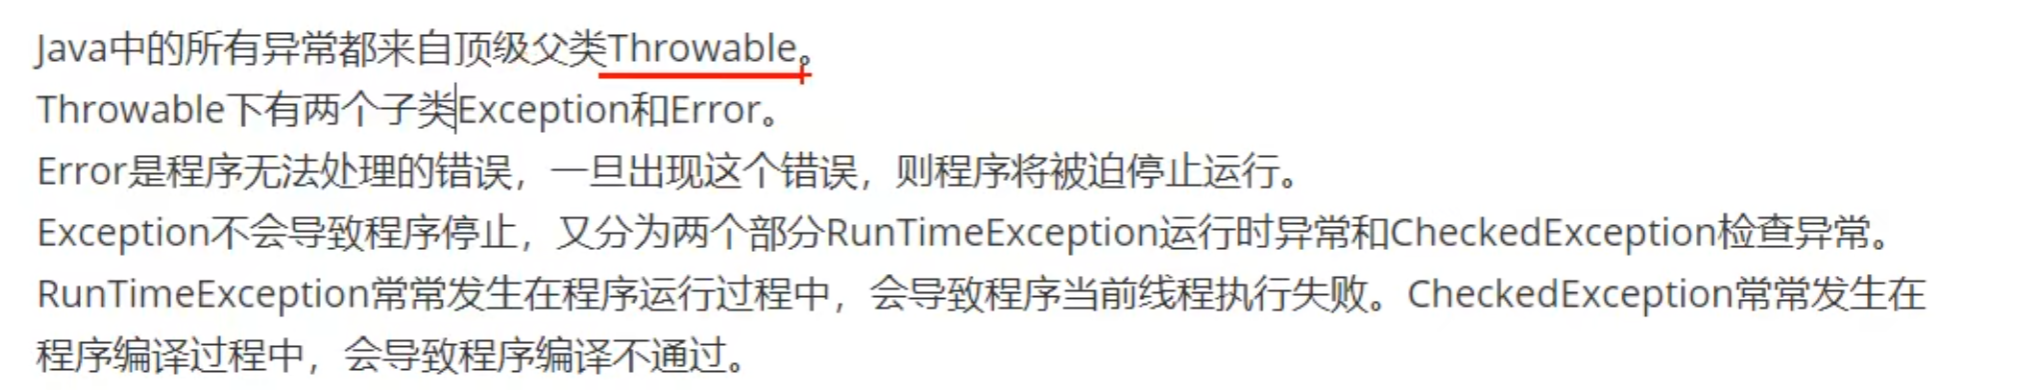 Java中的所有异常都来自顶级父类Throwable。
Throwable下有两个子类Exception和Error。
Error是程序无法处理的错误，一旦出现这个错误，则程序将被迫停止运行。
Exception不会导致程序停止，又分为两个部分RunTimeException运行时异常和CheckedException检查异常。
RunTimeException常常发生在程序运行过程中，会导致程序当前线程执行失败。CheckedException常常发生在
程序编译过程中，会导致程序编译不通过。